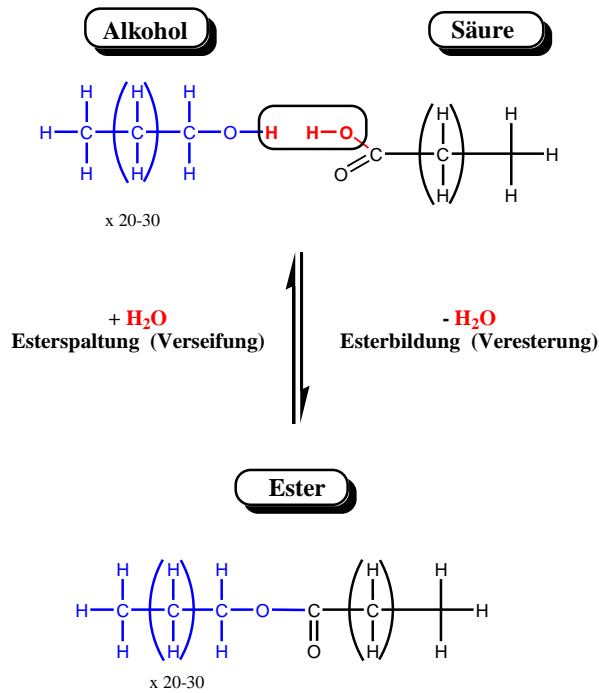 Alkohol
Säure
H H H H
H C C C O H H O C C H
H H H O H H
x 20-30
+ H2O
Esterspaltung (Verseifung)
- H2O
Esterbildung (Veresterung)
Ester
H H H H H
H C C C O C C H
H H H O H H
x 20-30